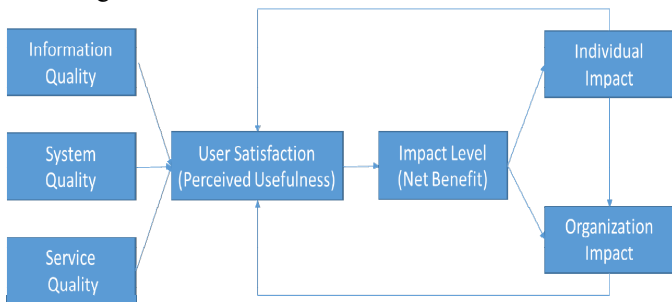 Information
Quality
System
Quality
Service
Quality
User Satisfaction
(Perceived Usefulness)
Impact Level
(Net Benefit)
Individual
Impact
Organization
Impact